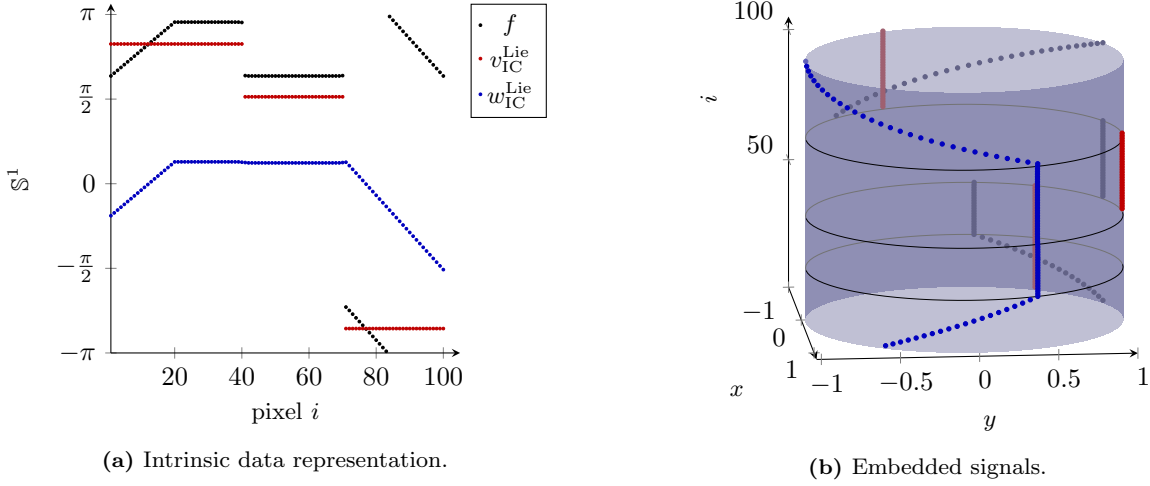 π
π/2
0
−π/2
−π
𝕊¹
20 40 60 80 100
pixel i
f
v_IC^Lie
w_IC^Lie
(a) Intrinsic data representation.
100
50
i
−1
0
1
x
−1 −0.5 0 0.5 1
y
(b) Embedded signals.